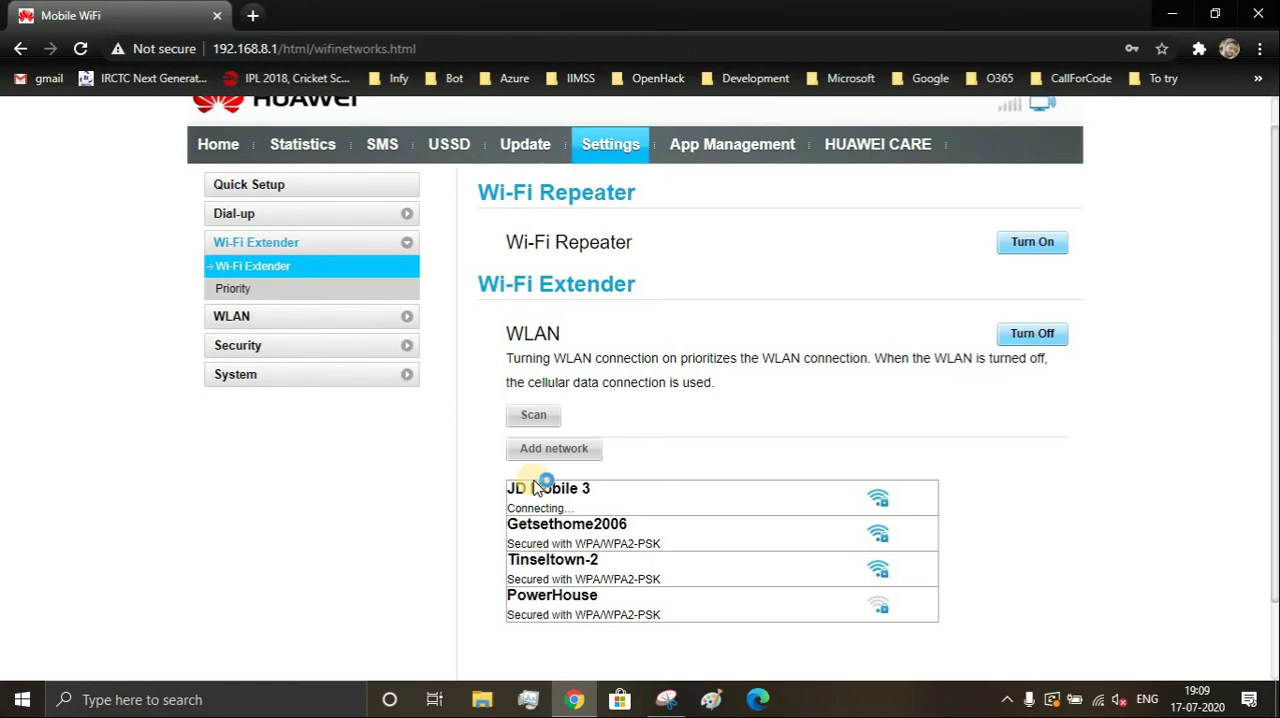 Mobile WiFi
Not secure 192.168.8.1/html/wifinetworks.html
gmail IRCTC Next Generat... IPL 2018, Cricket Sc... Infy Bot Azure IIMSS OpenHack Development Microsoft Google O365 CallForCode To try »
HUAWEI
Home Statistics SMS USSD Update Settings App Management HUAWEI CARE
Quick Setup
Dial-up
Wi-Fi Extender
Wi-Fi Extender
Priority
WLAN
Security
System
Wi-Fi Repeater
Wi-Fi Repeater Turn On
Wi-Fi Extender
WLAN Turn Off
Turning WLAN connection on prioritizes the WLAN connection. When the WLAN is turned off,
the cellular data connection is used.
Scan
Add network
JD Mobile 3
Connecting...
Getsethome2006
Secured with WPA/WPA2-PSK
Tinseltown-2
Secured with WPA/WPA2-PSK
PowerHouse
Secured with WPA/WPA2-PSK
Type here to search
ENG
19:09
17-07-2020